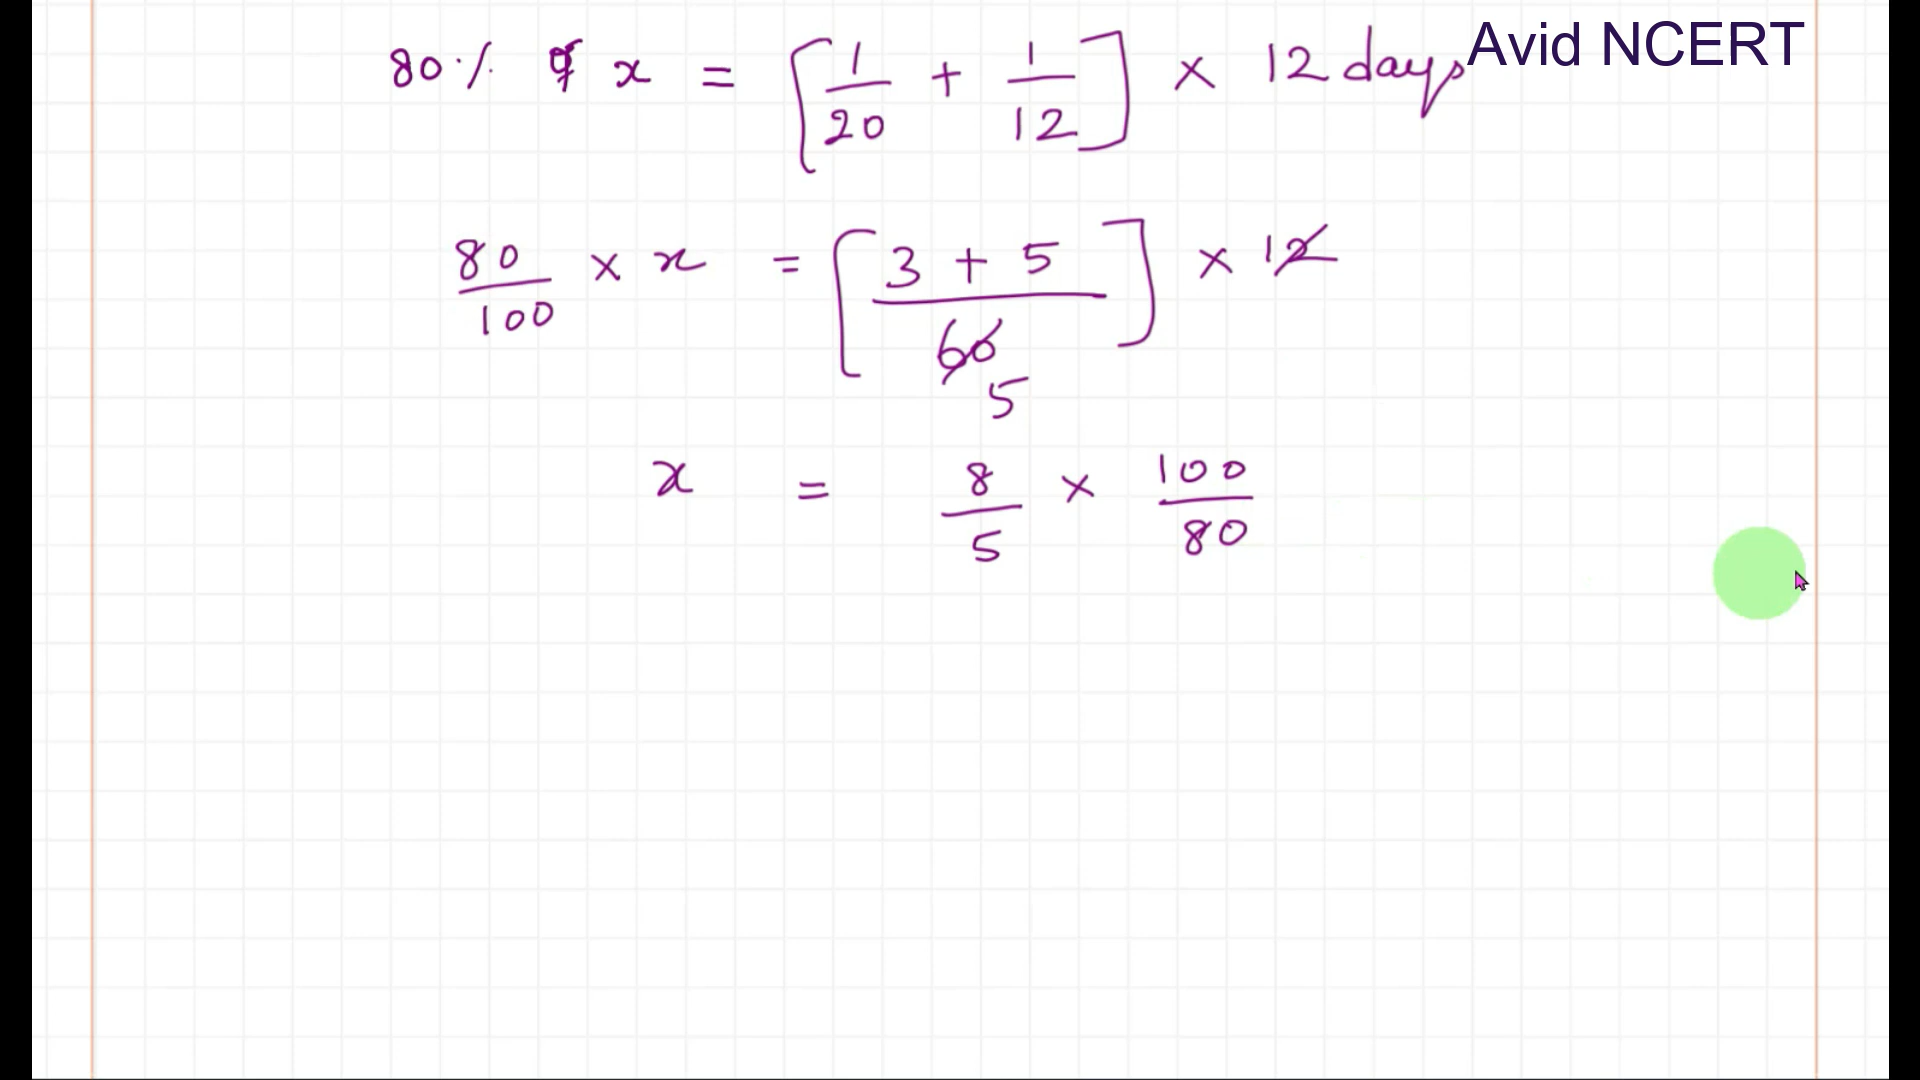 80% of x = [1/20 + 1/12] × 12 days
Avid NCERT
80/100 × x = [3 + 5 / 60] × 12
5
x = 8/5 × 100/80